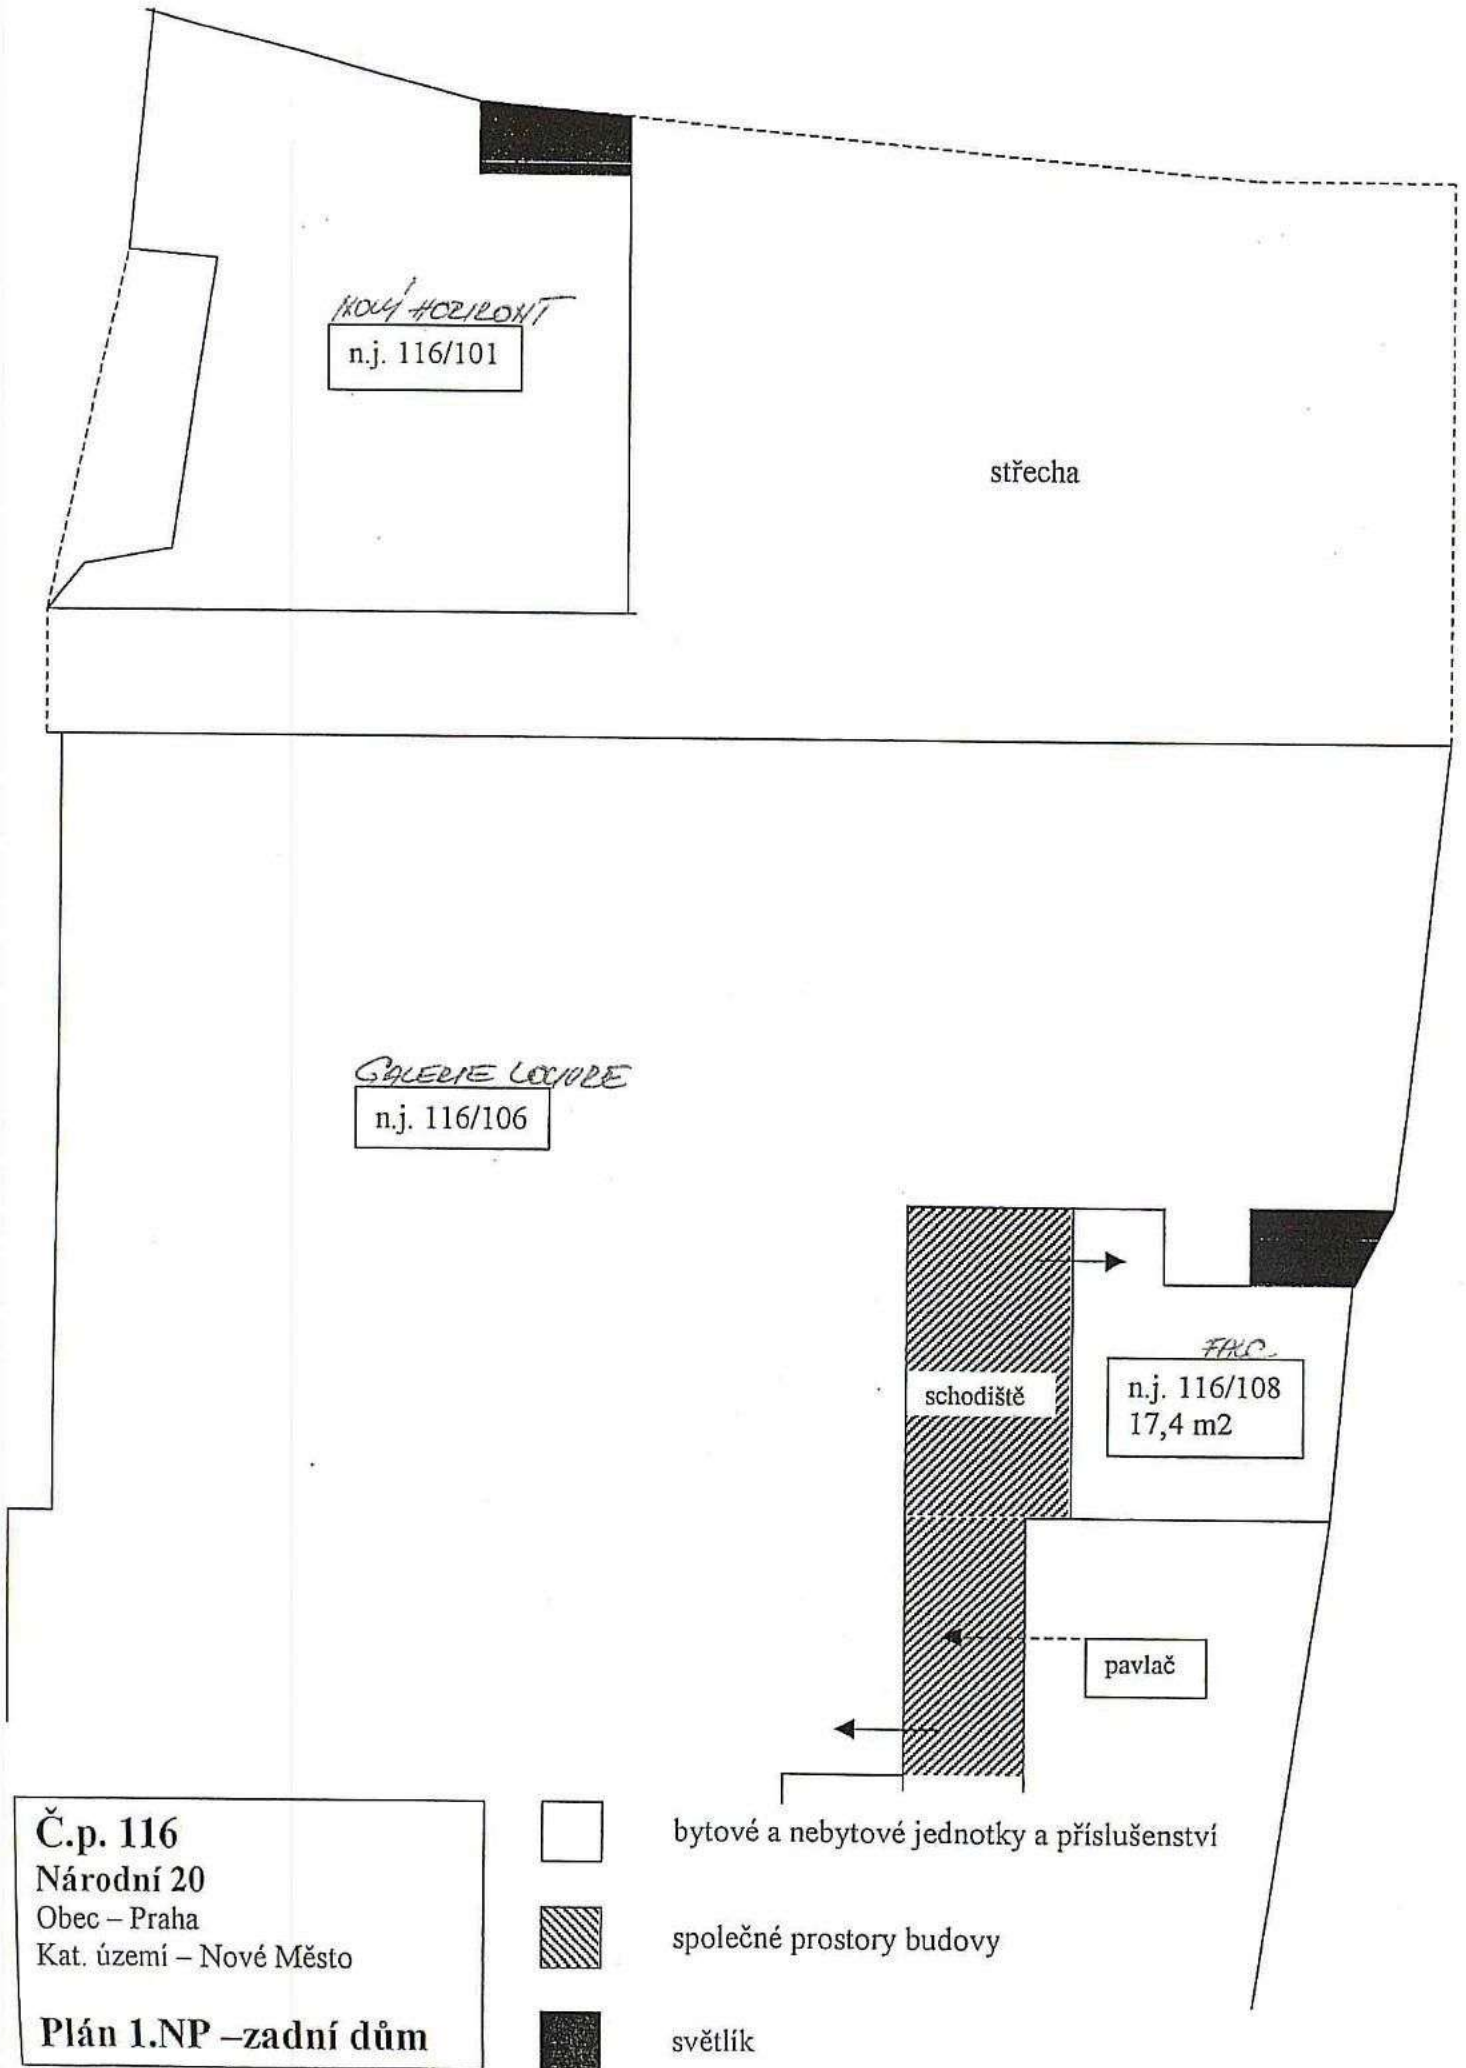 NOVÝ HORIZONT
n.j. 116/101
střecha
GALERIE LOUVRE
n.j. 116/106
schodiště
n.j. 116/108
17,4 m2
pavlač
Č.p. 116
Národní 20
Obec – Praha
Kat. území – Nové Město
Plán 1.NP –zadní dům
bytové a nebytové jednotky a příslušenství
společné prostory budovy
světlík